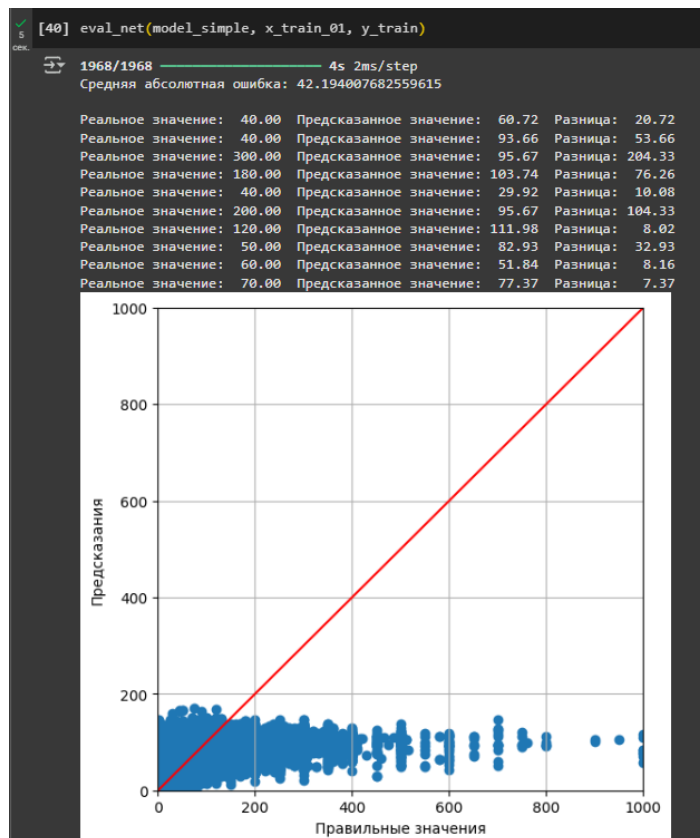 [40] eval_net(model_simple, x_train_01, y_train)
5
сек.
1968/1968 ━━━━━━━━━━━━━━━━━━━━ 4s 2ms/step
Средняя абсолютная ошибка: 42.194007682559615
Реальное значение:  40.00  Предсказанное значение:  60.72  Разница:  20.72
Реальное значение:  40.00  Предсказанное значение:  93.66  Разница:  53.66
Реальное значение: 300.00  Предсказанное значение:  95.67  Разница: 204.33
Реальное значение: 180.00  Предсказанное значение: 103.74  Разница:  76.26
Реальное значение:  40.00  Предсказанное значение:  29.92  Разница:  10.08
Реальное значение: 200.00  Предсказанное значение:  95.67  Разница: 104.33
Реальное значение: 120.00  Предсказанное значение: 111.98  Разница:   8.02
Реальное значение:  50.00  Предсказанное значение:  82.93  Разница:  32.93
Реальное значение:  60.00  Предсказанное значение:  51.84  Разница:   8.16
Реальное значение:  70.00  Предсказанное значение:  77.37  Разница:   7.37
1000
800
600
400
200
0
Предсказания
0 200 400 600 800 1000
Правильные значения